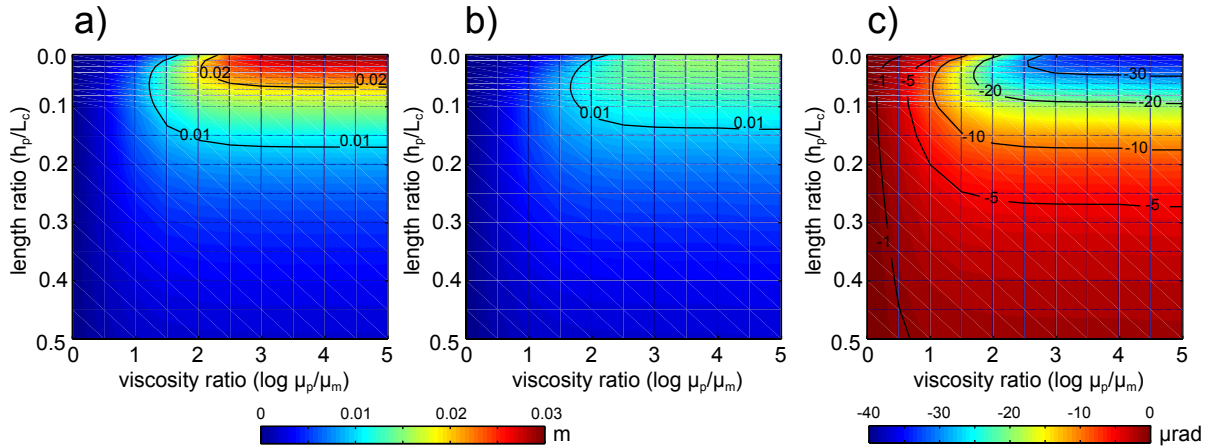 a)
b)
c)
0.0
0.1
0.2
0.3
0.4
0.5
length ratio (hp/Lc)
0 1 2 3 4 5
viscosity ratio (log μp/μm)
0.02
0.02
0.01
0.01
0.0
0.1
0.2
0.3
0.4
0.5
length ratio (hp/Lc)
0 1 2 3 4 5
viscosity ratio (log μp/μm)
0.01
0.01
0.0
0.1
0.2
0.3
0.4
0.5
length ratio (hp/Lc)
0 1 2 3 4 5
viscosity ratio (log μp/μm)
-1
-5
-30
-20
-20
-10
-10
-5
-5
-1
0 0.01 0.02 0.03
m
-40 -30 -20 -10 0
μrad